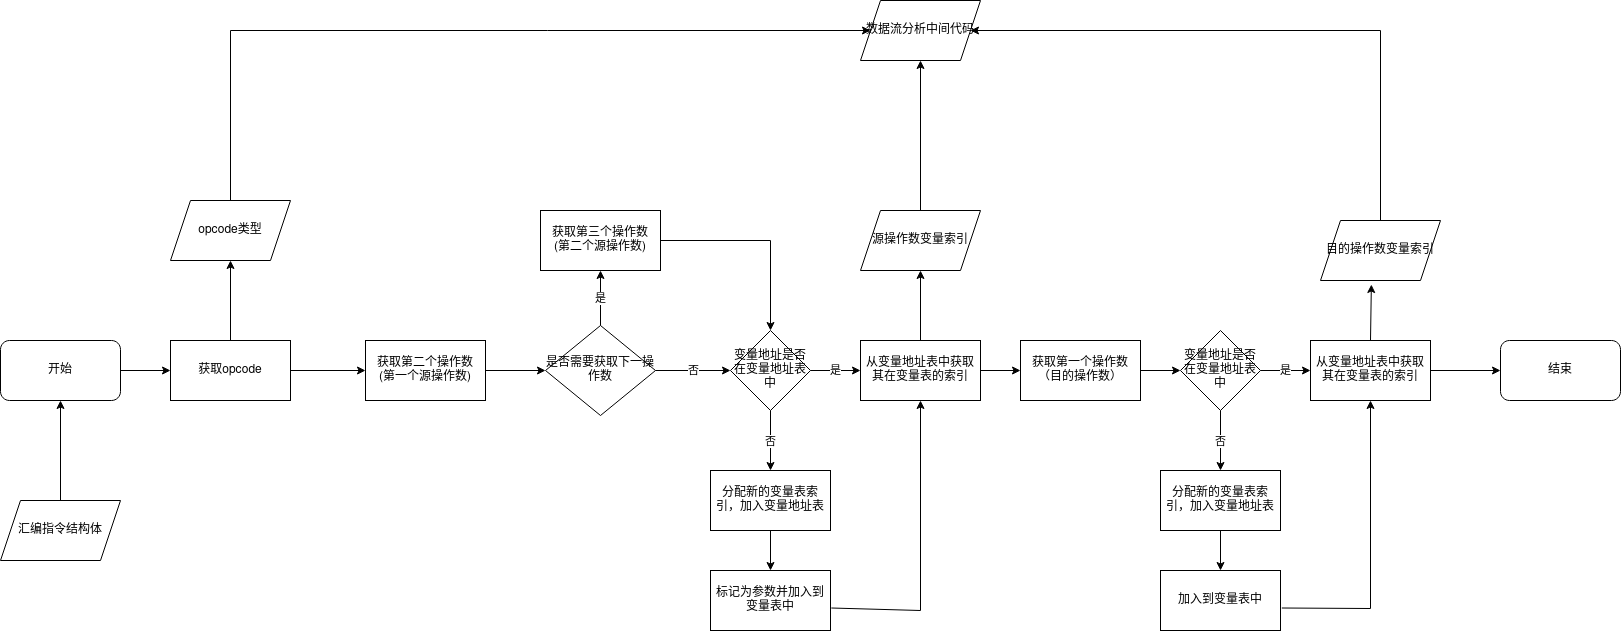 数据流分析中间代码
opcode类型
获取第三个操作数
(第二个源操作数)
源操作数变量索引
目的操作数变量索引
是
开始
获取opcode
获取第二个操作数
(第一个源操作数)
是否需要获取下一操
作数
否
变量地址是否
在变量地址表
中
是
从变量地址表中获取
其在变量表的索引
获取第一个操作数
（目的操作数）
变量地址是否
在变量地址表
中
是
从变量地址表中获取
其在变量表的索引
结束
否
否
汇编指令结构体
分配新的变量表索
引，加入变量地址表
分配新的变量表索
引，加入变量地址表
标记为参数并加入到
变量表中
加入到变量表中